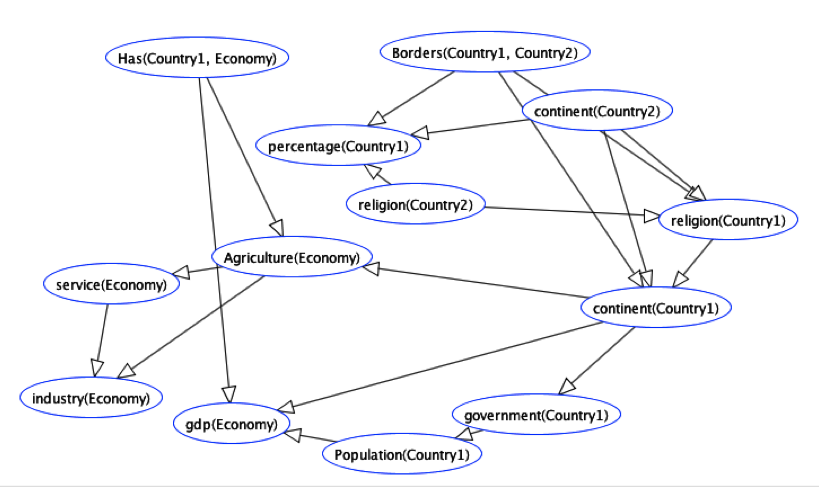 Has(Country1, Economy)
Borders(Country1, Country2)
continent(Country2)
percentage(Country1)
religion(Country2)
religion(Country1)
Agriculture(Economy)
service(Economy)
continent(Country1)
industry(Economy)
gdp(Economy)
government(Country1)
Population(Country1)